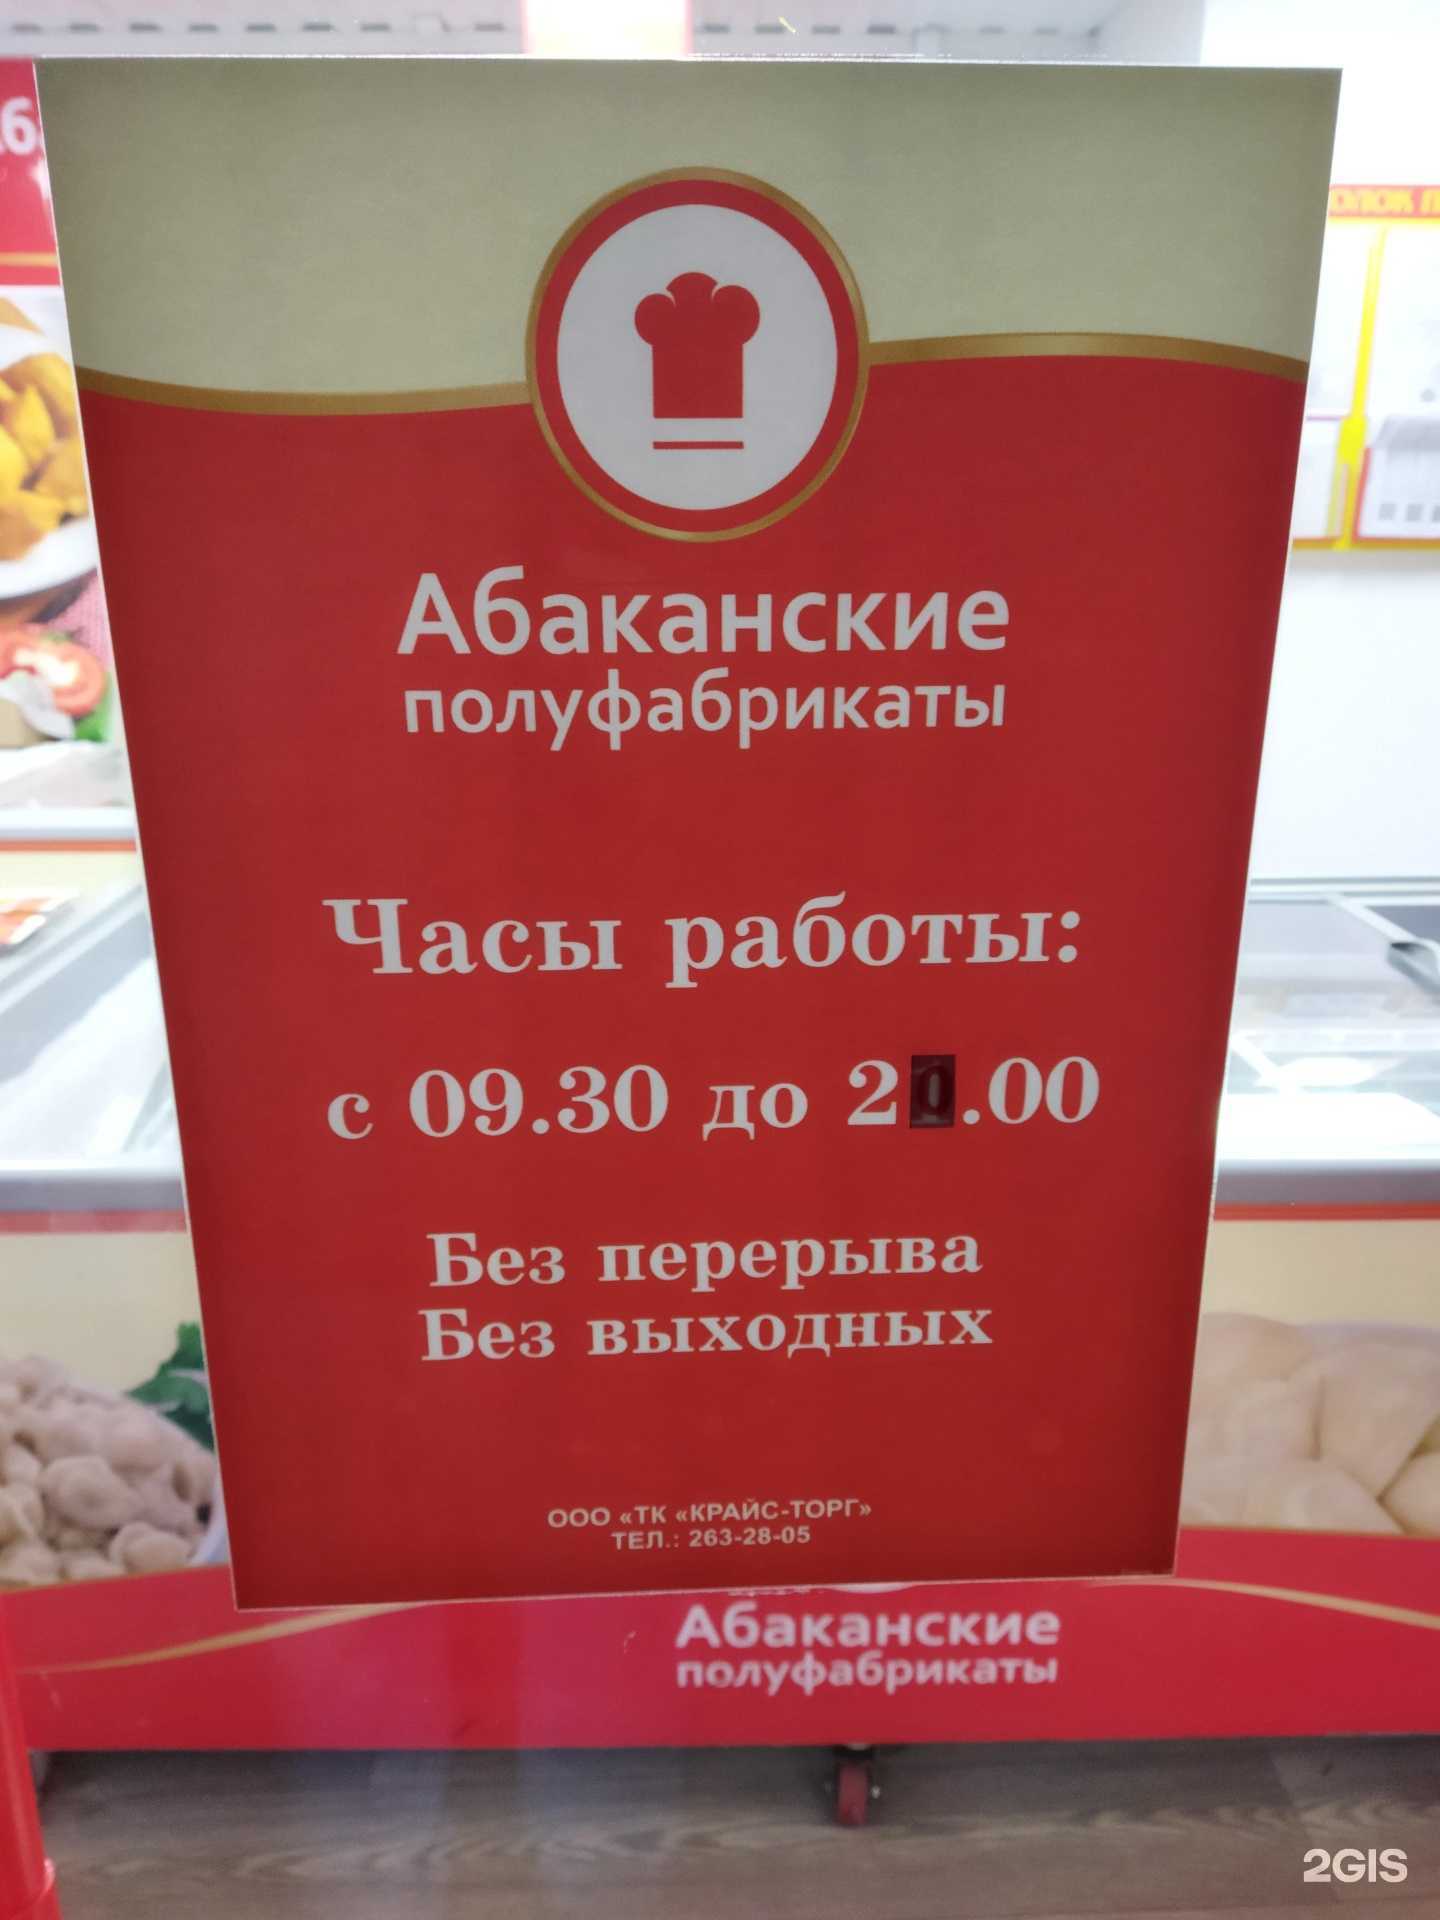 Абаканские
полуфабрикаты
Часы работы:
с 09.30 до 20.00
Без перерыва
Без выходных
ООО «ТК «КРАЙС-ТОРГ»
ТЕЛ.: 263-28-05
Абаканские
полуфабрикаты
2GIS